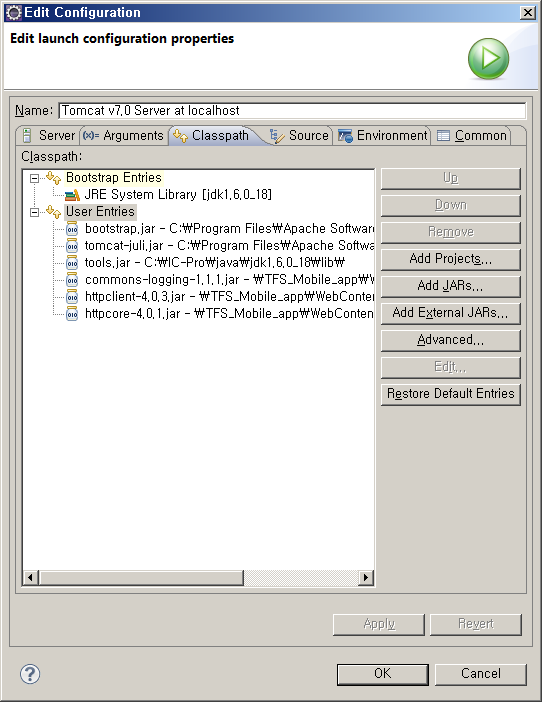 Edit Configuration
Edit launch configuration properties
Name: Tomcat v7.0 Server at localhost
Server (x)= Arguments Classpath Source Environment Common
Classpath:
Bootstrap Entries
JRE System Library [jdk1.6.0_18]
User Entries
bootstrap.jar - C:₩Program Files₩Apache Software
tomcat-juli.jar - C:₩Program Files₩Apache Softwa
tools.jar - C:₩IC-Pro₩java₩jdk1.6.0_18₩lib₩
commons-logging-1.1.1.jar - ₩TFS_Mobile_app₩W
httpclient-4.0.3.jar - ₩TFS_Mobile_app₩WebConten
httpcore-4.0.1.jar - ₩TFS_Mobile_app₩WebConten
Up
Down
Remove
Add Projects...
Add JARs...
Add External JARs...
Advanced...
Edit...
Restore Default Entries
Apply
Revert
?
OK
Cancel